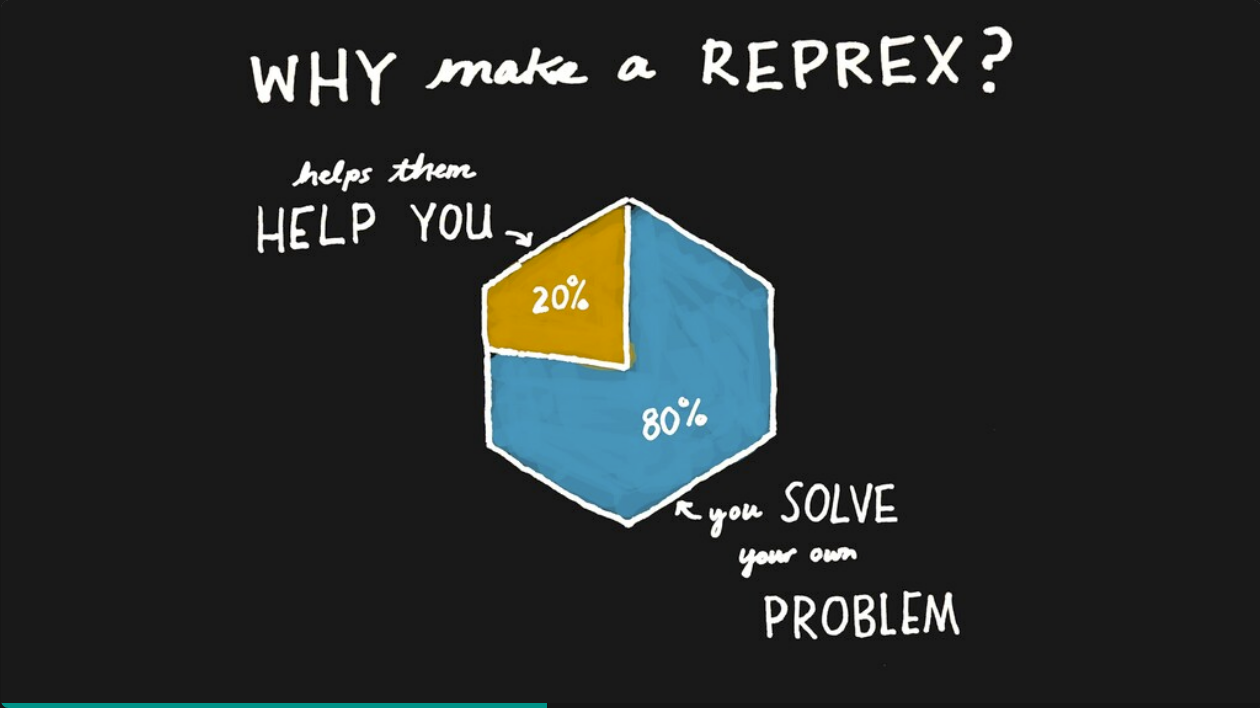 WHY make a REPREX?
helps them
HELP YOU
20%
80%
you SOLVE
your own
PROBLEM